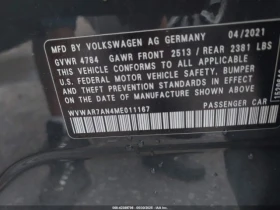 MFD BY VOLKSWAGEN AG GERMANY 04/2021
GVWR 4784 GAWR FRONT 2513 / REAR 2381 LBS
THIS VEHICLE CONFORMS TO ALL APPLICABLE
U.S. FEDERAL MOTOR VEHICLE SAFETY, BUMPER,
AND THEFT PREVENTION STANDARDS IN EFFECT
ON THE DATE OF MANUFACTURE SHOWN ABOVE.
WVWAR7AN4ME011167 PASSENGER CAR